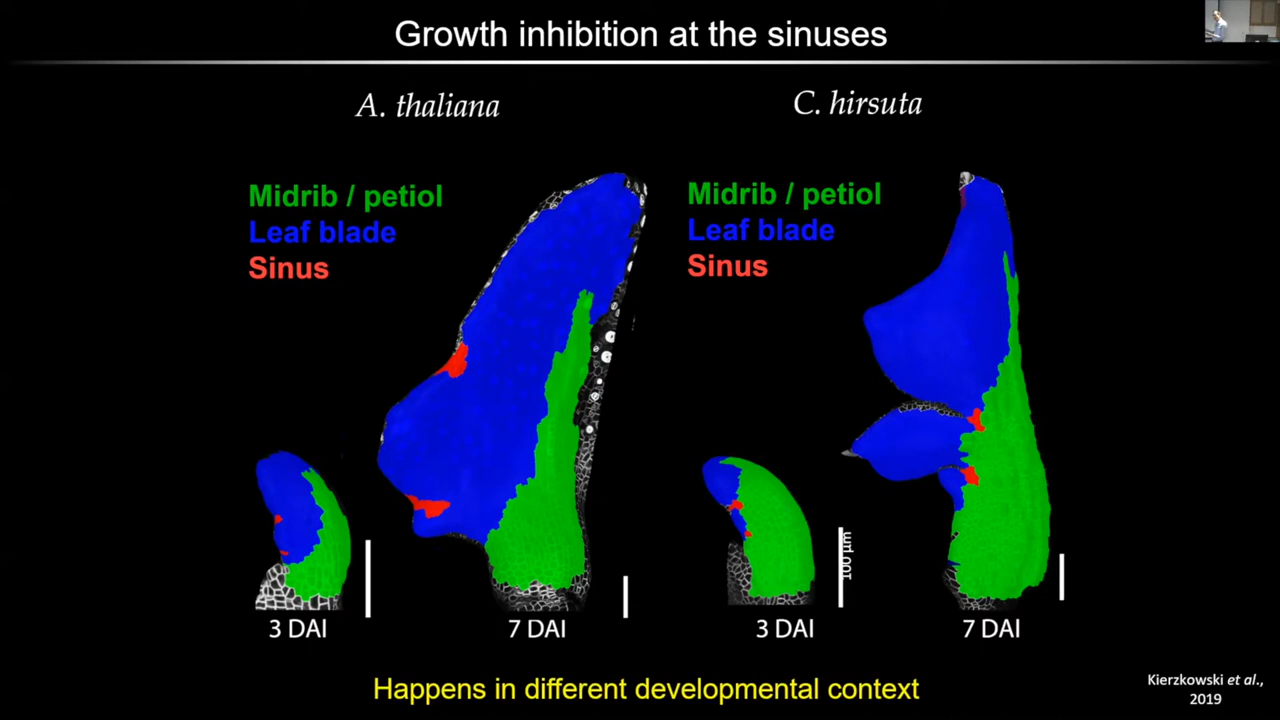 Growth inhibition at the sinuses
A. thaliana
C. hirsuta
Midrib / petiol
Leaf blade
Sinus
Midrib / petiol
Leaf blade
Sinus
100 µm
3 DAI
7 DAI
3 DAI
7 DAI
Happens in different developmental context
Kierzkowski et al.,
2019